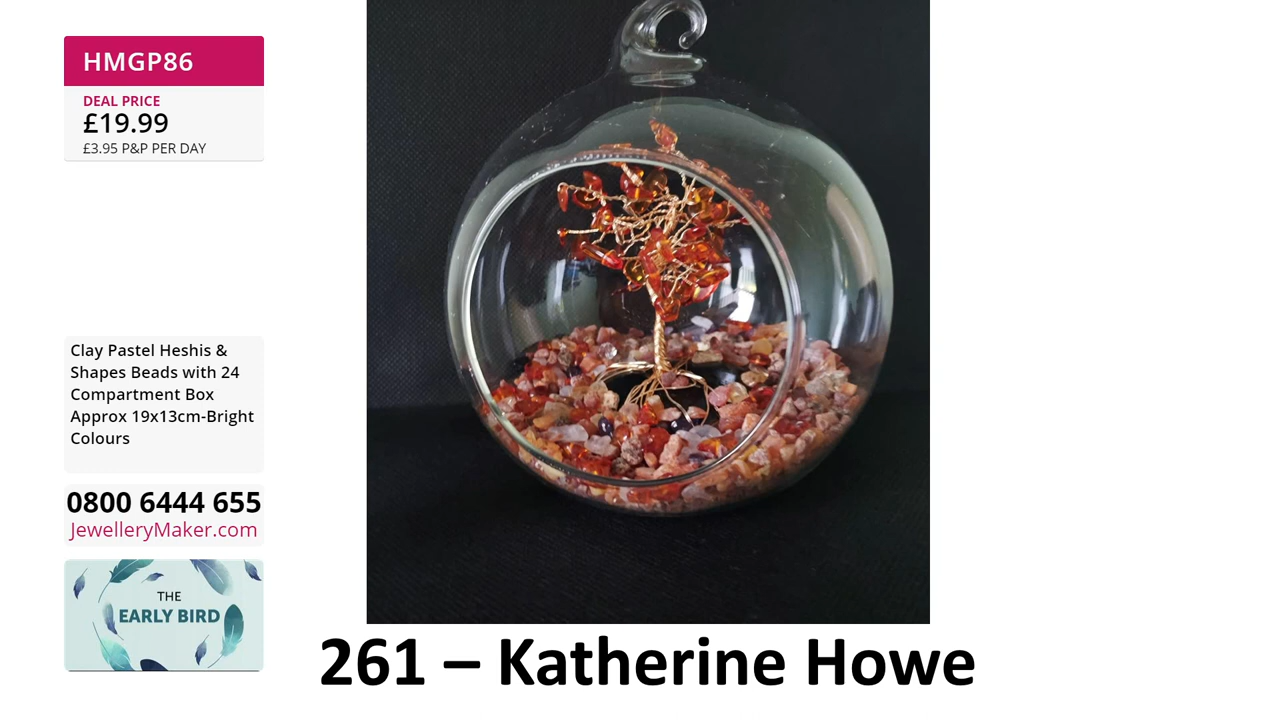 HMGP86
DEAL PRICE
£19.99
£3.95 P&P PER DAY
Clay Pastel Heshis &
Shapes Beads with 24
Compartment Box
Approx 19x13cm-Bright
Colours
0800 6444 655
JewelleryMaker.com
THE
EARLY BIRD
261 – Katherine Howe